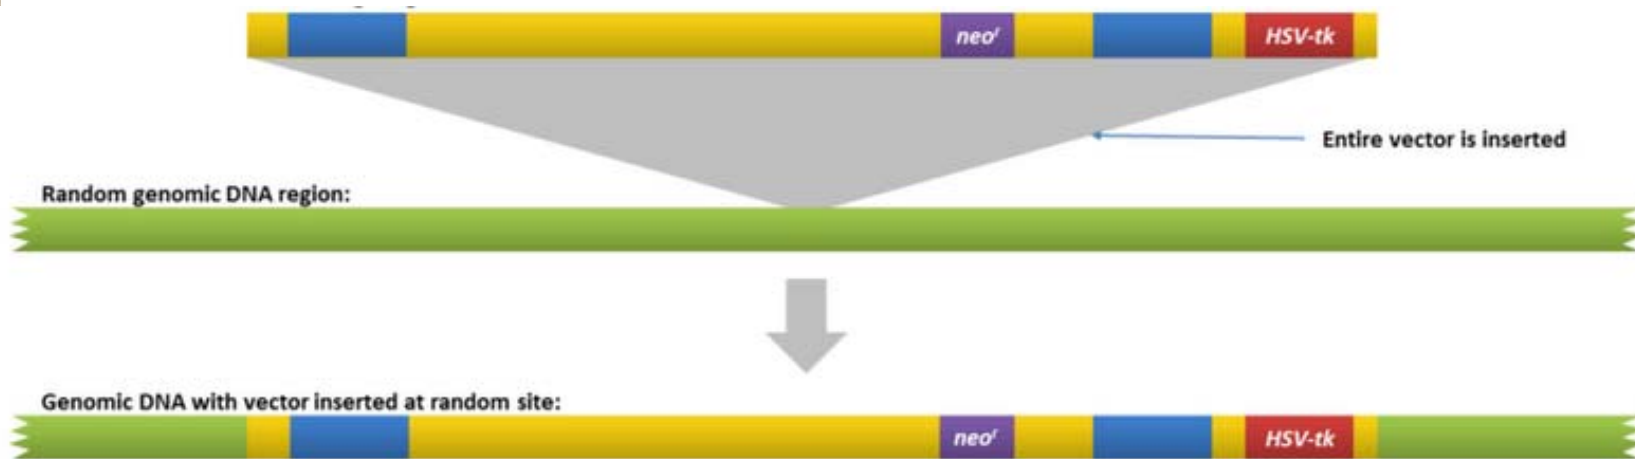 neoʳ HSV-tk
Entire vector is inserted
Random genomic DNA region:
Genomic DNA with vector inserted at random site:
neoʳ HSV-tk